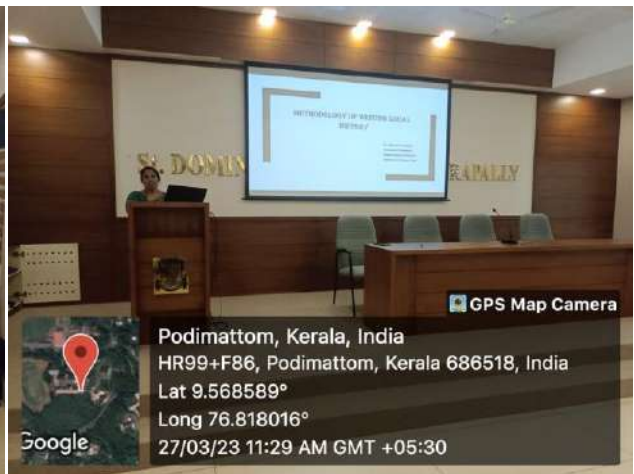 METHODOLOGY OF WRITING LOCAL
HISTORY
St. DOMIN RAPALLY
GPS Map Camera
Podimattom, Kerala, India
HR99+F86, Podimattom, Kerala 686518, India
Lat 9.568589°
Long 76.818016°
27/03/23 11:29 AM GMT +05:30
Google